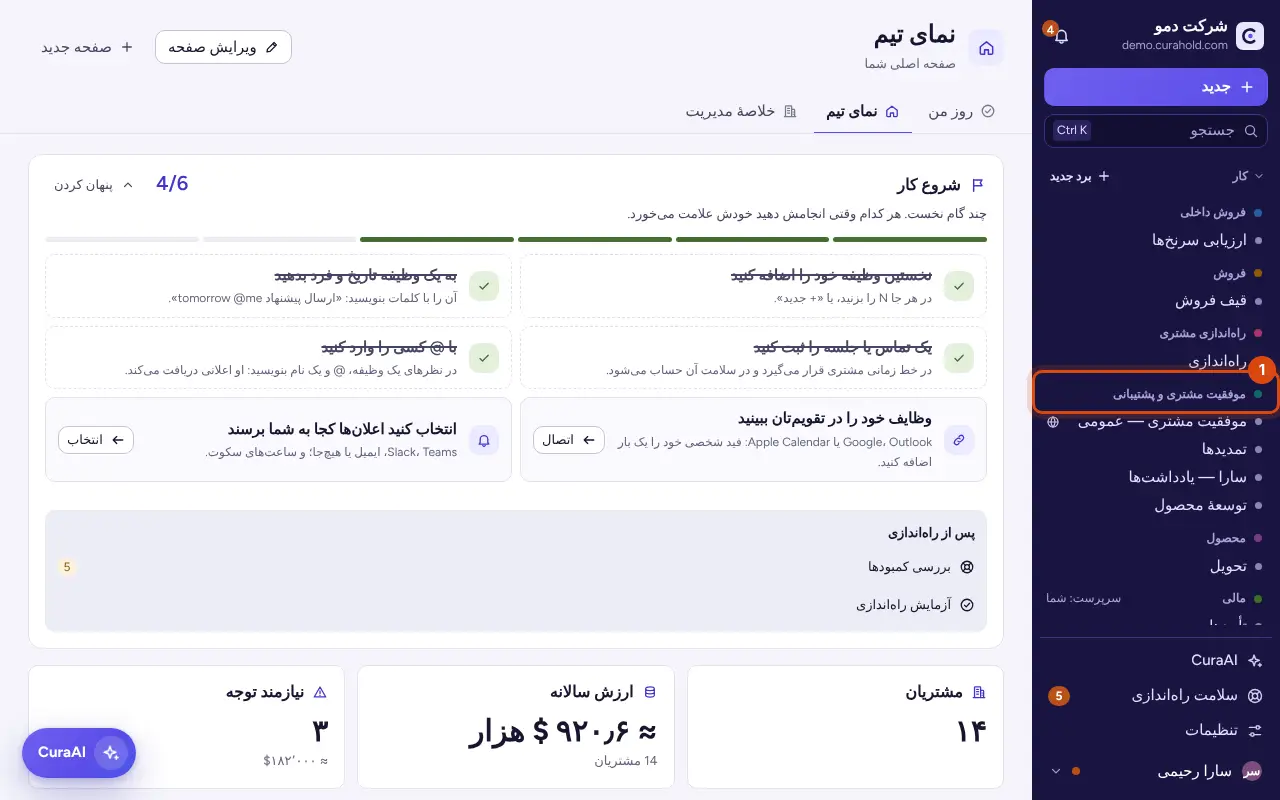 شرکت دمو
demo.curahold.com
4
جدید
جستجو
Ctrl K
کار
برد جدید
فروش داخلی
ارزیابی سرنخ‌ها
فروش
قیف فروش
راه‌اندازی مشتری
راه‌اندازی
1
موفقیت مشتری و پشتیبانی
موفقیت مشتری — عمومی
تمدیدها
سارا — یادداشت‌ها
توسعهٔ محصول
محصول
تحویل
مالی
سرپرست: شما
CuraAI
سلامت راه‌اندازی
5
تنظیمات
سر
سارا رحیمی
نمای تیم
صفحه اصلی شما
ویرایش صفحه
صفحه جدید
روز من
نمای تیم
خلاصهٔ مدیریت
شروع کار
4/6
پنهان کردن
چند گام نخست. هر کدام وقتی انجامش دهید خودش علامت می‌خورد.
نخستین وظیفه خود را اضافه کنید
در هر جا N را بزنید، یا «+ جدید».
به یک وظیفه تاریخ و فرد بدهید
آن را با کلمات بنویسید: «ارسال پیشنهاد tomorrow @me».
یک تماس یا جلسه را ثبت کنید
در خط زمانی مشتری قرار می‌گیرد و در سلامت آن حساب می‌شود.
با @ کسی را وارد کنید
در نظرهای یک وظیفه، @ و یک نام بنویسید: او اعلانی دریافت می‌کند.
وظایف خود را در تقویم‌تان ببینید
Google، Outlook یا Apple Calendar: فید شخصی خود را یک بار
اضافه کنید.
اتصال
انتخاب کنید اعلان‌ها کجا به شما برسند
Slack، Teams، ایمیل یا هیچ‌جا؛ و ساعت‌های سکوت.
انتخاب
پس از راه‌اندازی
بررسی کمبودها
5
آزمایش راه‌اندازی
مشتریان
۱۴
ارزش سالانه
≈ ۹۲۰٫۶ $ هزار
14 مشتریان
نیازمند توجه
۳
≈ ۱۸۲٬۰۰۰$
CuraAI